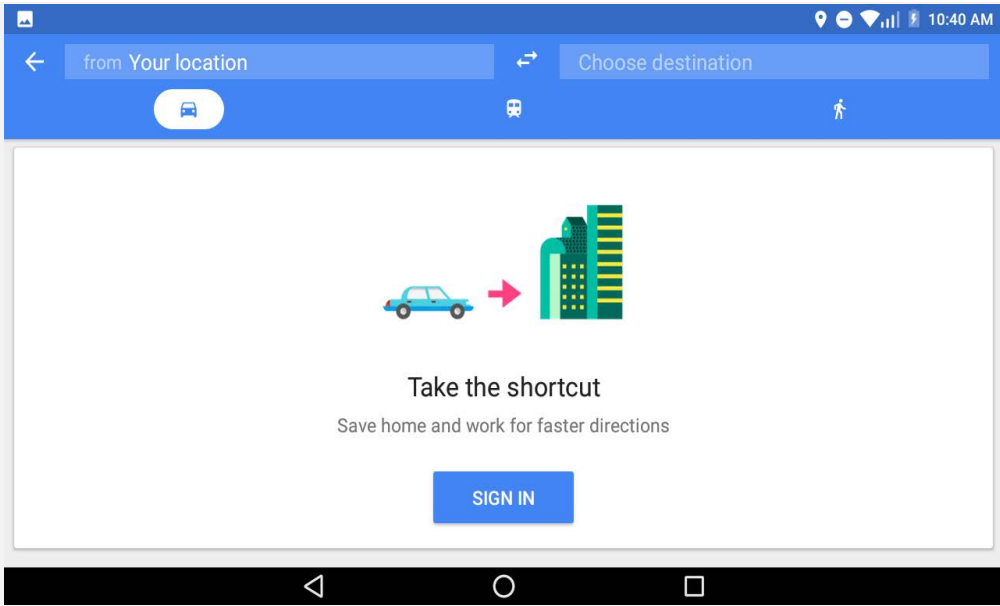 10:40 AM
from Your location
Choose destination
Take the shortcut
Save home and work for faster directions
SIGN IN